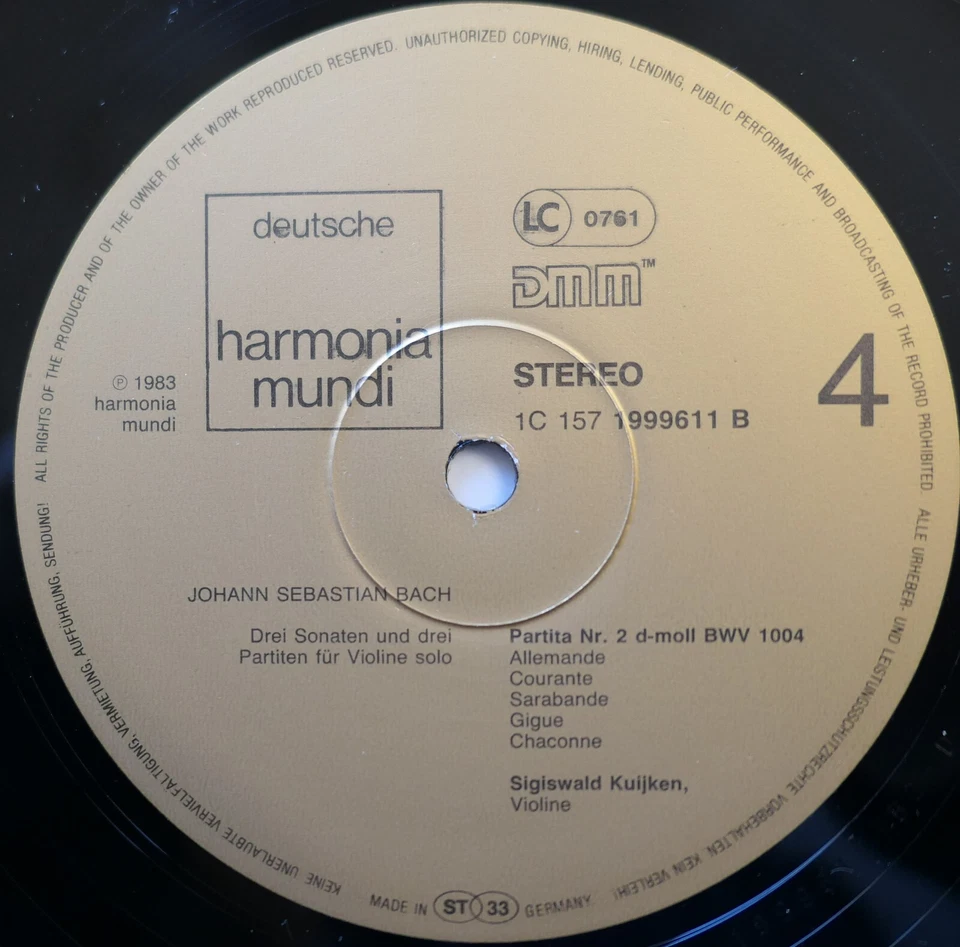 ALL RIGHTS OF THE PRODUCER AND OF THE OWNER OF THE WORK REPRODUCED RESERVED. UNAUTHORIZED COPYING, HIRING, LENDING, PUBLIC PERFORMANCE AND BROADCASTING OF THE RECORD PROHIBITED.
ALLE URHEBER- UND LEISTUNGSSCHUTZRECHTE VORBEHALTEN. KEIN VERLEIH!
KEINE UNERLAUBTE VERVIELFÄLTIGUNG, VERMIETUNG, AUFFÜHRUNG, SENDUNG!
deutsche
harmonia
mundi
LC 0761
DMM™
STEREO
1C 157 1999611 B
4
℗ 1983
harmonia
mundi
JOHANN SEBASTIAN BACH
Drei Sonaten und drei
Partiten für Violine solo
Partita Nr. 2 d-moll BWV 1004
Allemande
Courante
Sarabande
Gigue
Chaconne
Sigiswald Kuijken,
Violine
MADE IN ST 33 GERMANY